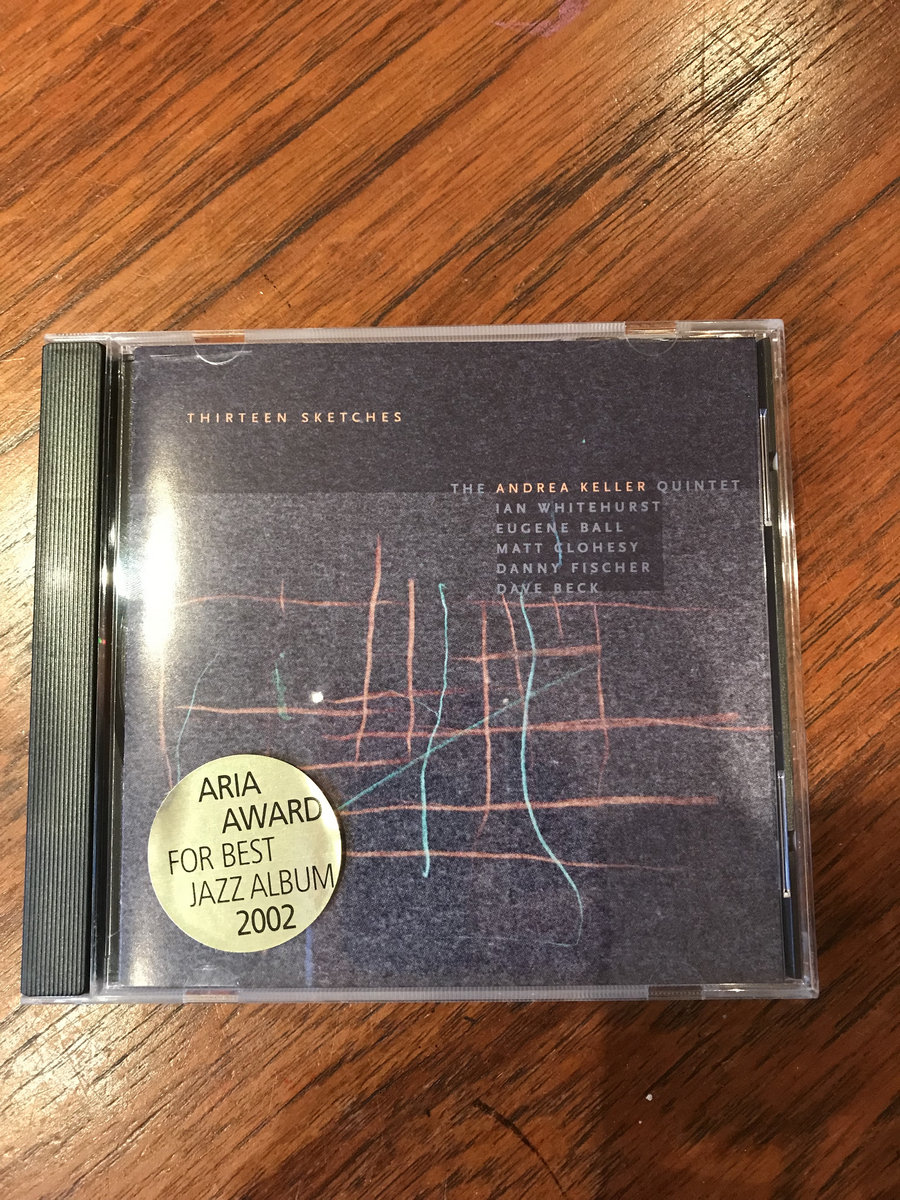 THIRTEEN SKETCHES
THE ANDREA KELLER QUINTET
IAN WHITEHURST
EUGENE BALL
MATT CLOHESY
DANNY FISCHER
DAVE BECK
ARIA
AWARD
FOR BEST
JAZZ ALBUM
2002